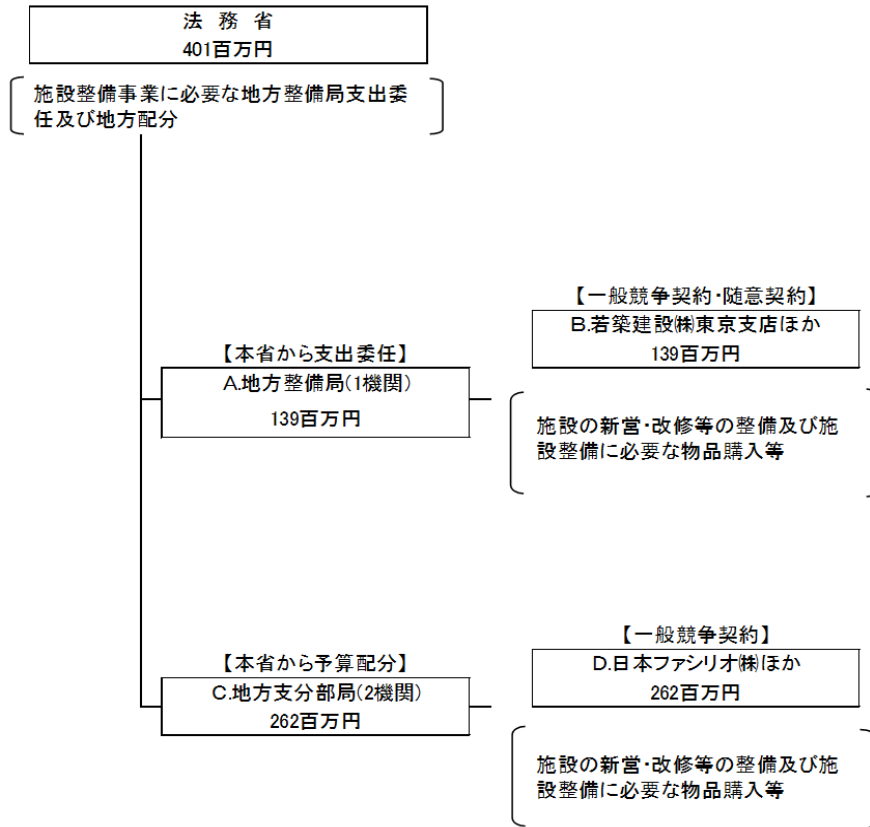 法 務 省
401百万円
施設整備事業に必要な地方整備局支出委
任及び地方配分
【一般競争契約・随意契約】
B.若築建設㈱東京支店ほか
139百万円
【本省から支出委任】
A.地方整備局(1機関)
139百万円
施設の新営・改修等の整備及び施
設整備に必要な物品購入等
【一般競争契約】
D.日本ファシリオ㈱ほか
262百万円
【本省から予算配分】
C.地方支分部局(2機関)
262百万円
施設の新営・改修等の整備及び施
設整備に必要な物品購入等